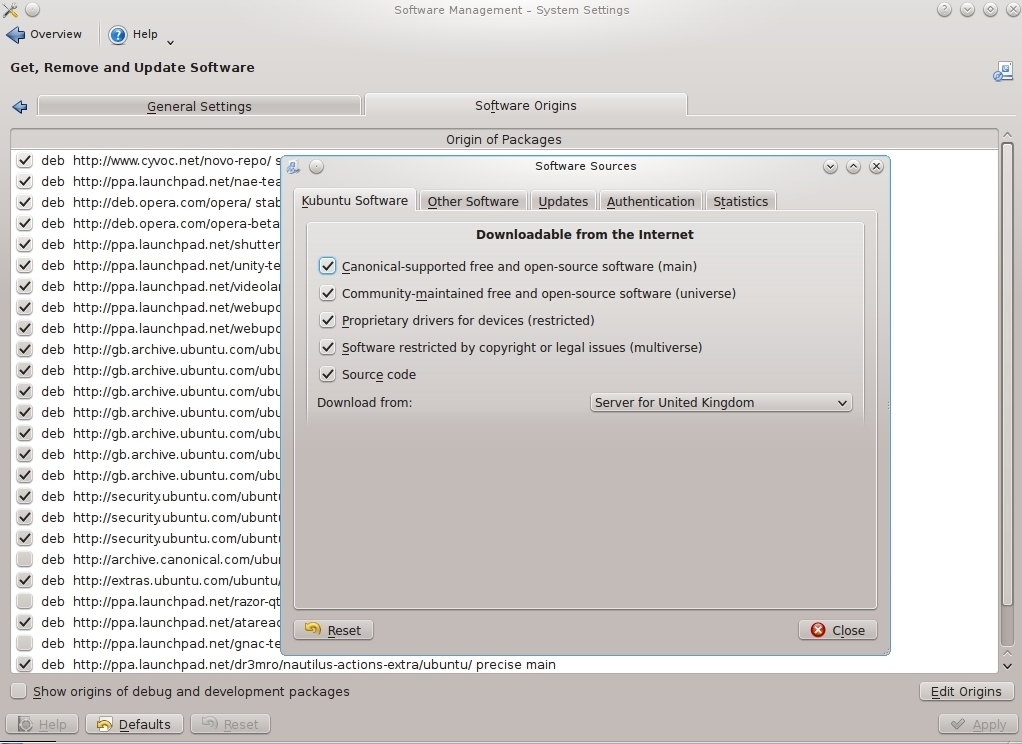 Software Management – System Settings
Overview Help
Get, Remove and Update Software
General Settings Software Origins
Origin of Packages
deb http://www.cyvoc.net/novo-repo/ s
deb http://ppa.launchpad.net/nae-tea
deb http://deb.opera.com/opera/ stab
deb http://deb.opera.com/opera-beta
deb http://ppa.launchpad.net/shutter
deb http://ppa.launchpad.net/unity-te
deb http://ppa.launchpad.net/videolan
deb http://ppa.launchpad.net/webupd
deb http://ppa.launchpad.net/webupd
deb http://gb.archive.ubuntu.com/ubu
deb http://gb.archive.ubuntu.com/ubu
deb http://gb.archive.ubuntu.com/ubu
deb http://gb.archive.ubuntu.com/ubu
deb http://gb.archive.ubuntu.com/ubu
deb http://gb.archive.ubuntu.com/ubu
deb http://gb.archive.ubuntu.com/ubu
deb http://security.ubuntu.com/ubunt
deb http://security.ubuntu.com/ubunt
deb http://security.ubuntu.com/ubunt
deb http://archive.canonical.com/ubu
deb http://extras.ubuntu.com/ubuntu/
deb http://ppa.launchpad.net/razor-qt
deb http://ppa.launchpad.net/atareao
deb http://ppa.launchpad.net/gnac-te
deb http://ppa.launchpad.net/dr3mro/nautilus-actions-extra/ubuntu/ precise main
Software Sources
Kubuntu Software Other Software Updates Authentication Statistics
Downloadable from the Internet
Canonical-supported free and open-source software (main)
Community-maintained free and open-source software (universe)
Proprietary drivers for devices (restricted)
Software restricted by copyright or legal issues (multiverse)
Source code
Download from: Server for United Kingdom
Reset Close
Show origins of debug and development packages Edit Origins
Help Defaults Reset Apply